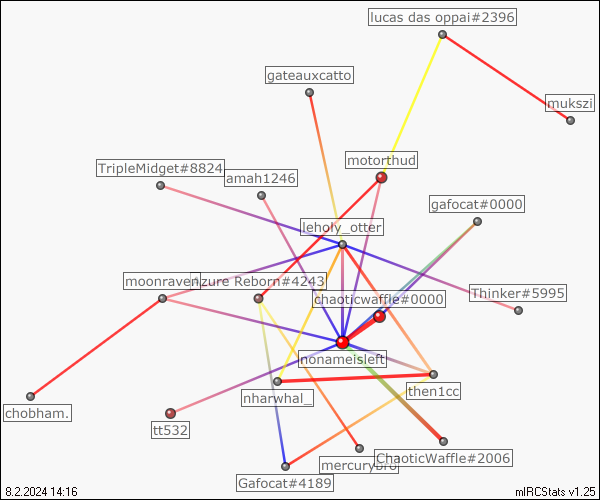 lucas das oppai#2396
gateauxcatto
mukszi
motorthud
TripleMidget#8824
amah1246
gafocat#0000
leholy_otter
moonraven
Azure Reborn#4243
Thinker#5995
chaoticwaffle#0000
nonameisleft
then1cc
nharwhal_
chobham.
tt532
mercurybro
ChaoticWaffle#2006
Gafocat#4189
8.2.2024 14:16
mIRCStats v1.25